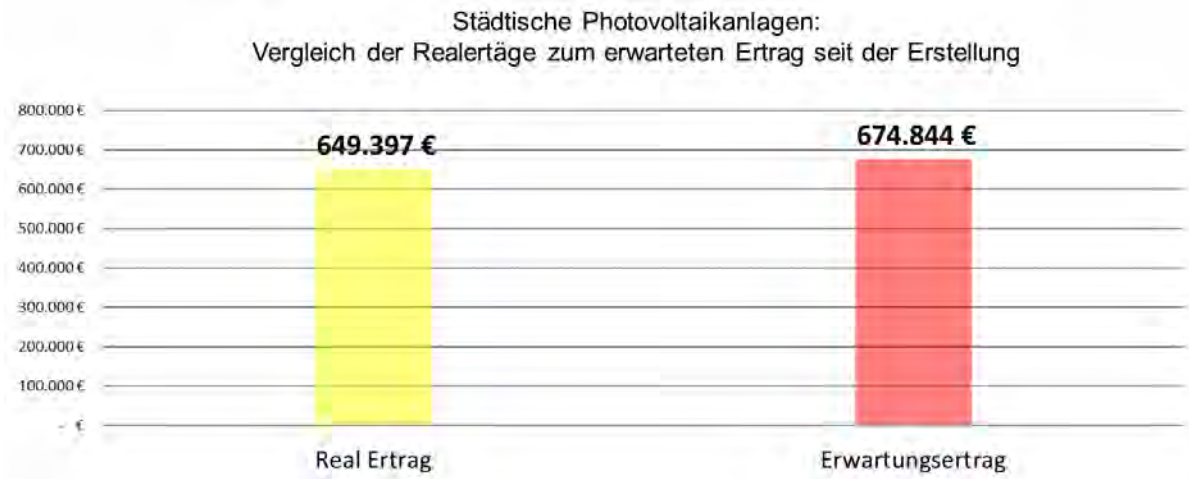 Städtische Photovoltaikanlagen:
Vergleich der Realertäge zum erwarteten Ertrag seit der Erstellung
800.000 €
700.000 €
600.000 €
500.000 €
400.000 €
300.000 €
200.000 €
100.000 €
- €
649.397 €
674.844 €
Real Ertrag
Erwartungsertrag